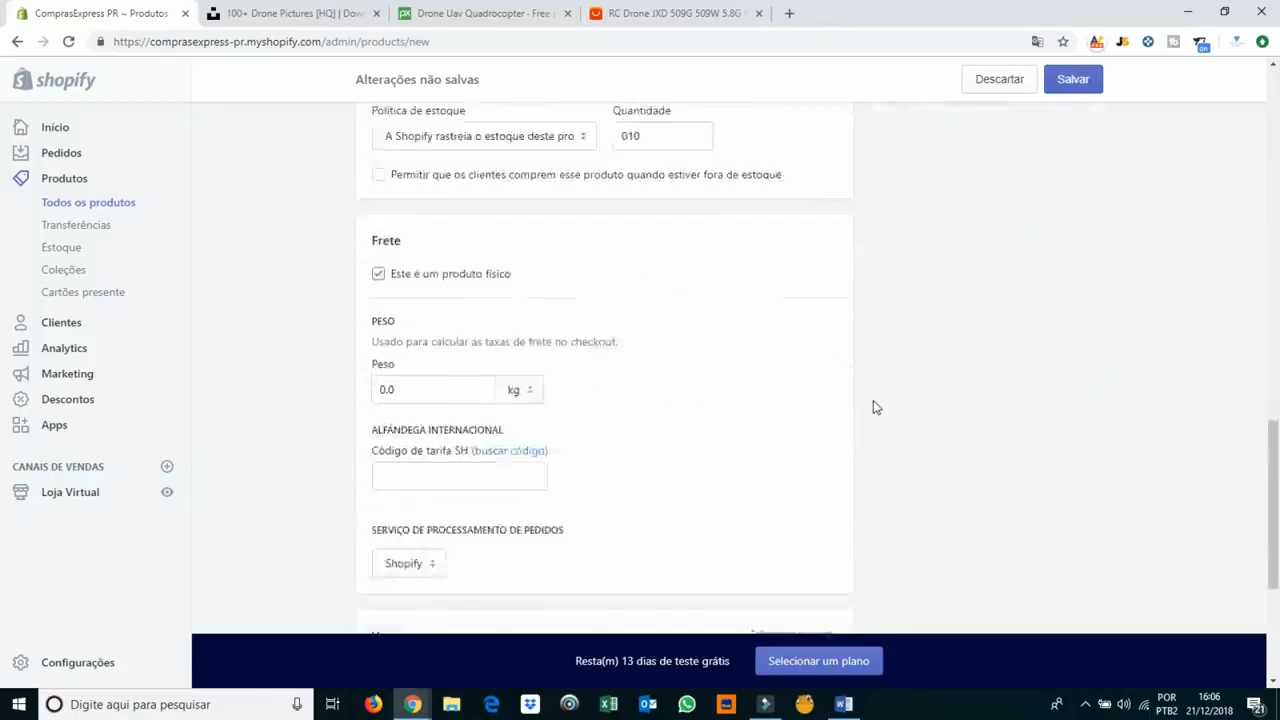 ComprasExpress PR ~ Produtos
100+ Drone Pictures [HQ] | Dow
Drone Uav Quadrocopter - Free
RC Drone JXD 509G 509W 5.8G
https://comprasexpress-pr.myshopify.com/admin/products/new
shopify
Alterações não salvas
Descartar
Salvar
Início
Pedidos
Produtos
Todos os produtos
Transferências
Estoque
Coleções
Cartões presente
Clientes
Analytics
Marketing
Descontos
Apps
CANAIS DE VENDAS
Loja Virtual
Configurações
Política de estoque
Quantidade
A Shopify rastreia o estoque deste pro
010
Permitir que os clientes comprem esse produto quando estiver fora de estoque
Frete
Este é um produto físico
PESO
Usado para calcular as taxas de frete no checkout.
Peso
0.0
kg
ALFÂNDEGA INTERNACIONAL
Código de tarifa SH (buscar código)
SERVIÇO DE PROCESSAMENTO DE PEDIDOS
Shopify
Resta(m) 13 dias de teste grátis
Selecionar um plano
Digite aqui para pesquisar
POR
PTB2
16:06
21/12/2018
21